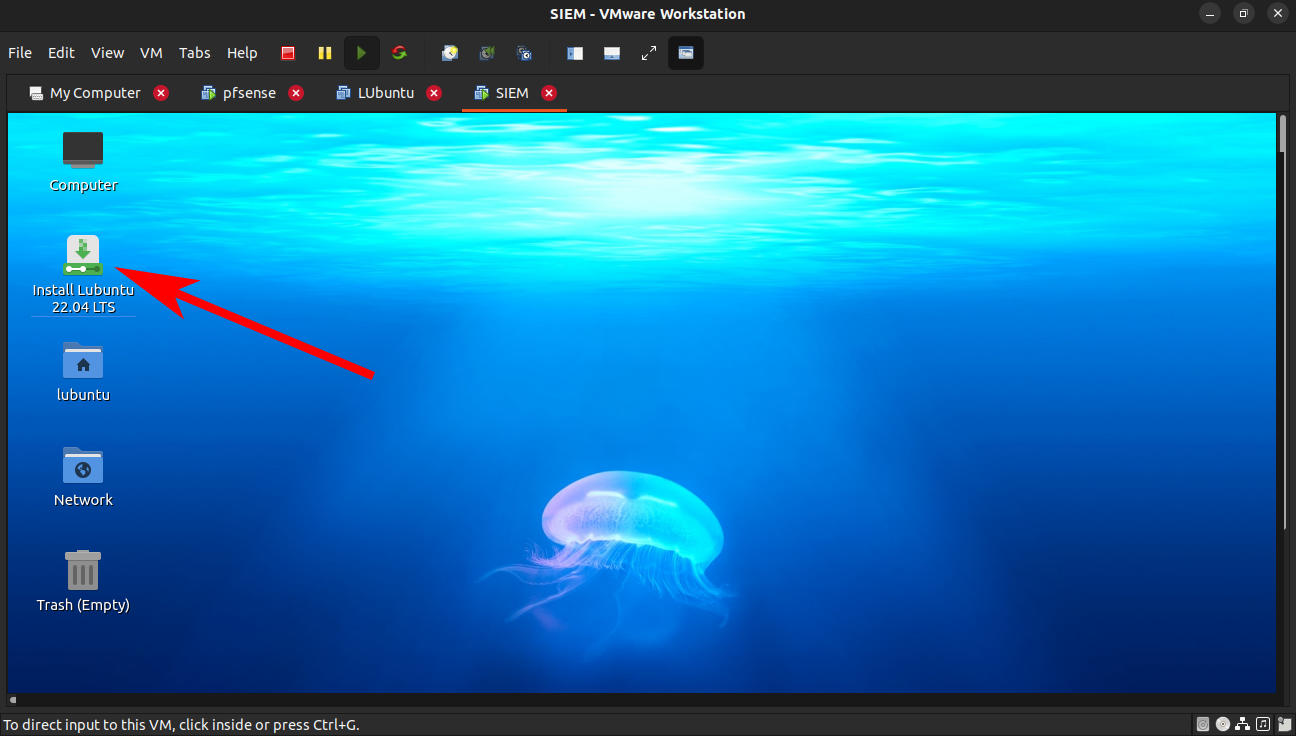 SIEM - VMware Workstation
File Edit View VM Tabs Help
My Computer pfsense LUbuntu SIEM
Computer
Install Lubuntu
22.04 LTS
lubuntu
Network
Trash (Empty)
To direct input to this VM, click inside or press Ctrl+G.